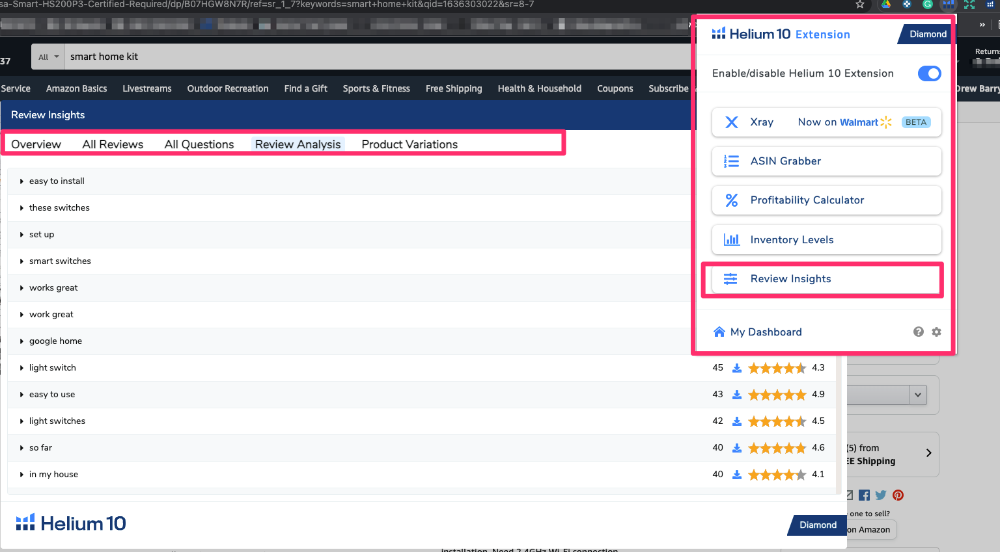 sa-Smart-HS200P3-Certified-Required/dp/B07HGW8N7R/ref=sr_1_7?keywords=smart+home+kit&qid=1636303022&sr=8-7
»
37
All
smart home kit
Returns
Service
Amazon Basics
Livestreams
Outdoor Recreation
Find a Gift
Sports & Fitness
Free Shipping
Health & Household
Coupons
Subscribe
Drew Barry
Review Insights
Overview
All Reviews
All Questions
Review Analysis
Product Variations
easy to install
these switches
set up
smart switches
works great
work great
google home
light switch 45 4.3
easy to use 43 4.9
light switches 42 4.5
so far 40 4.6
in my house 40 4.1
Helium 10
Diamond
Helium 10 Extension
Diamond
Enable/disable Helium 10 Extension
Xray Now on Walmart BETA
ASIN Grabber
Profitability Calculator
Inventory Levels
Review Insights
My Dashboard
?
(5) from
EE Shipping
one to sell?
on Amazon
installation. Need 2.4GHz Wi-Fi connection